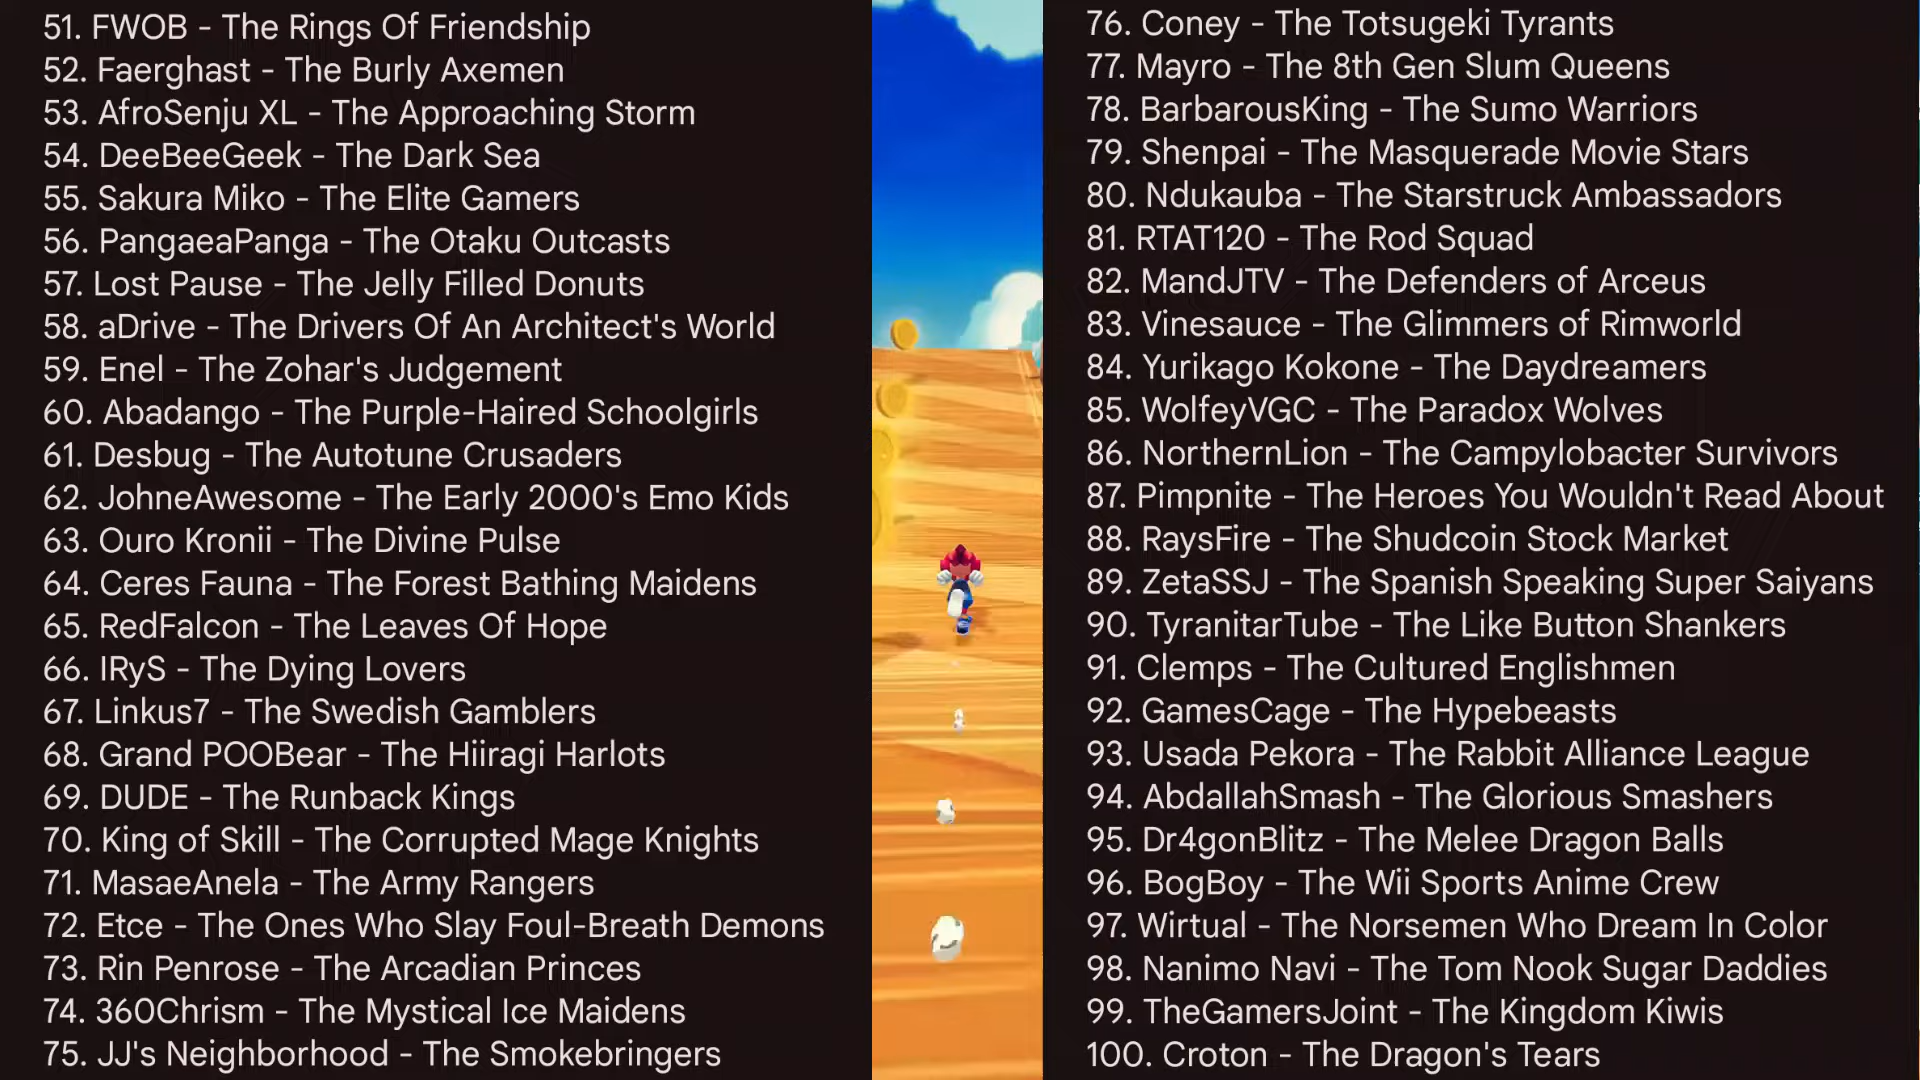 51. FWOB - The Rings Of Friendship
52. Faerghast - The Burly Axemen
53. AfroSenju XL - The Approaching Storm
54. DeeBeeGeek - The Dark Sea
55. Sakura Miko - The Elite Gamers
56. PangaeaPanga - The Otaku Outcasts
57. Lost Pause - The Jelly Filled Donuts
58. aDrive - The Drivers Of An Architect's World
59. Enel - The Zohar's Judgement
60. Abadango - The Purple-Haired Schoolgirls
61. Desbug - The Autotune Crusaders
62. JohneAwesome - The Early 2000's Emo Kids
63. Ouro Kronii - The Divine Pulse
64. Ceres Fauna - The Forest Bathing Maidens
65. RedFalcon - The Leaves Of Hope
66. IRyS - The Dying Lovers
67. Linkus7 - The Swedish Gamblers
68. Grand POOBear - The Hiiragi Harlots
69. DUDE - The Runback Kings
70. King of Skill - The Corrupted Mage Knights
71. MasaeAnela - The Army Rangers
72. Etce - The Ones Who Slay Foul-Breath Demons
73. Rin Penrose - The Arcadian Princes
74. 360Chrism - The Mystical Ice Maidens
75. JJ's Neighborhood - The Smokebringers
76. Coney - The Totsugeki Tyrants
77. Mayro - The 8th Gen Slum Queens
78. BarbarousKing - The Sumo Warriors
79. Shenpai - The Masquerade Movie Stars
80. Ndukauba - The Starstruck Ambassadors
81. RTAT120 - The Rod Squad
82. MandJTV - The Defenders of Arceus
83. Vinesauce - The Glimmers of Rimworld
84. Yurikago Kokone - The Daydreamers
85. WolfeyVGC - The Paradox Wolves
86. NorthernLion - The Campylobacter Survivors
87. Pimpnite - The Heroes You Wouldn't Read About
88. RaysFire - The Shudcoin Stock Market
89. ZetaSSJ - The Spanish Speaking Super Saiyans
90. TyranitarTube - The Like Button Shankers
91. Clemps - The Cultured Englishmen
92. GamesCage - The Hypebeasts
93. Usada Pekora - The Rabbit Alliance League
94. AbdallahSmash - The Glorious Smashers
95. Dr4gonBlitz - The Melee Dragon Balls
96. BogBoy - The Wii Sports Anime Crew
97. Wirtual - The Norsemen Who Dream In Color
98. Nanimo Navi - The Tom Nook Sugar Daddies
99. TheGamersJoint - The Kingdom Kiwis
100. Croton - The Dragon's Tears